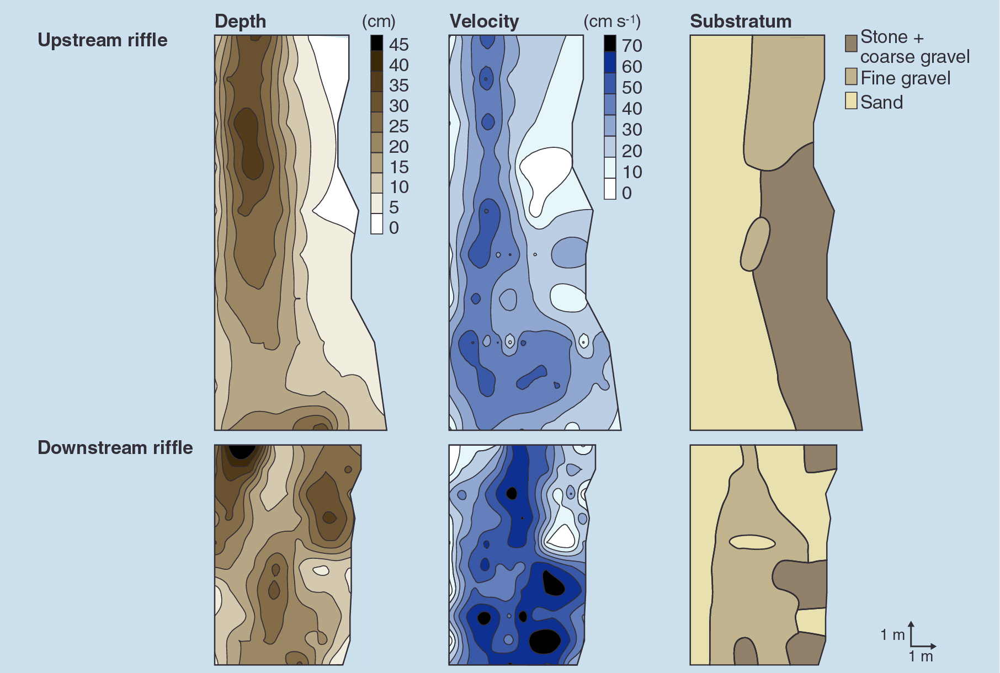 Depth (cm)
Velocity (cm s-1)
Substratum
Upstream riffle
45
40
35
30
25
20
15
10
5
0
70
60
50
40
30
20
10
0
Stone +
coarse gravel
Fine gravel
Sand
Downstream riffle
1 m
1 m